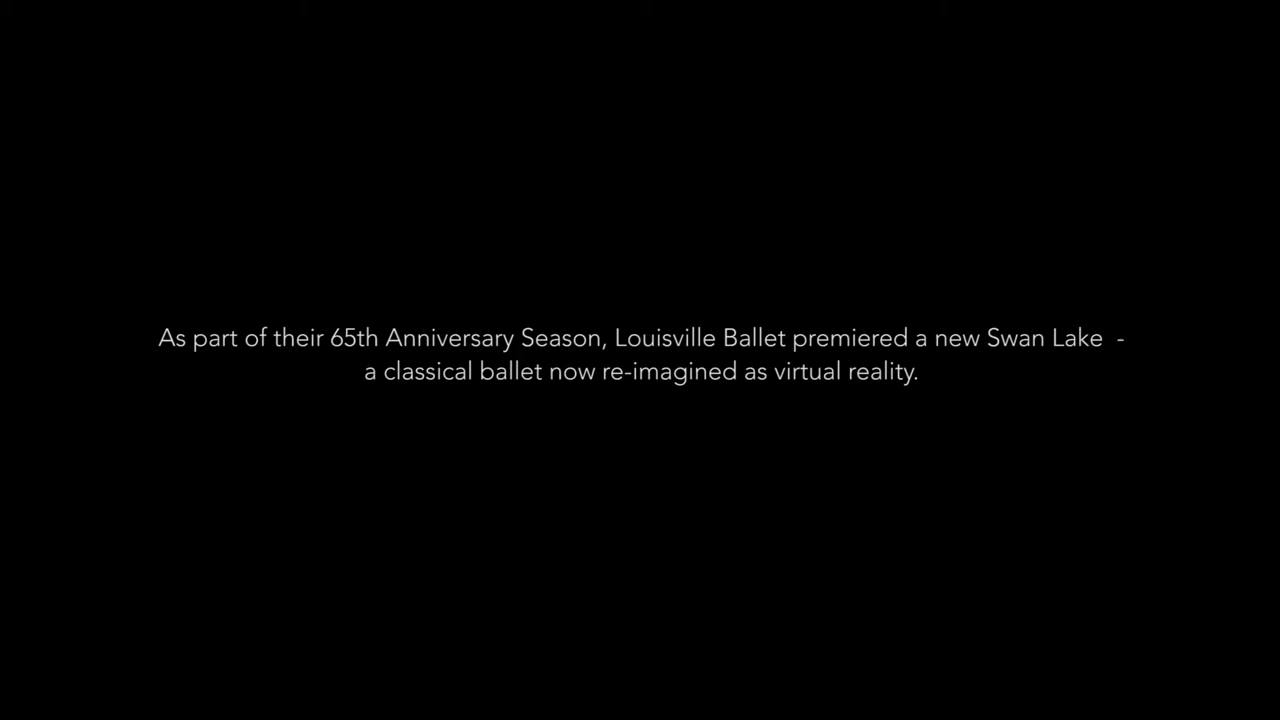 As part of their 65th Anniversary Season, Louisville Ballet premiered a new Swan Lake  -
a classical ballet now re-imagined as virtual reality.